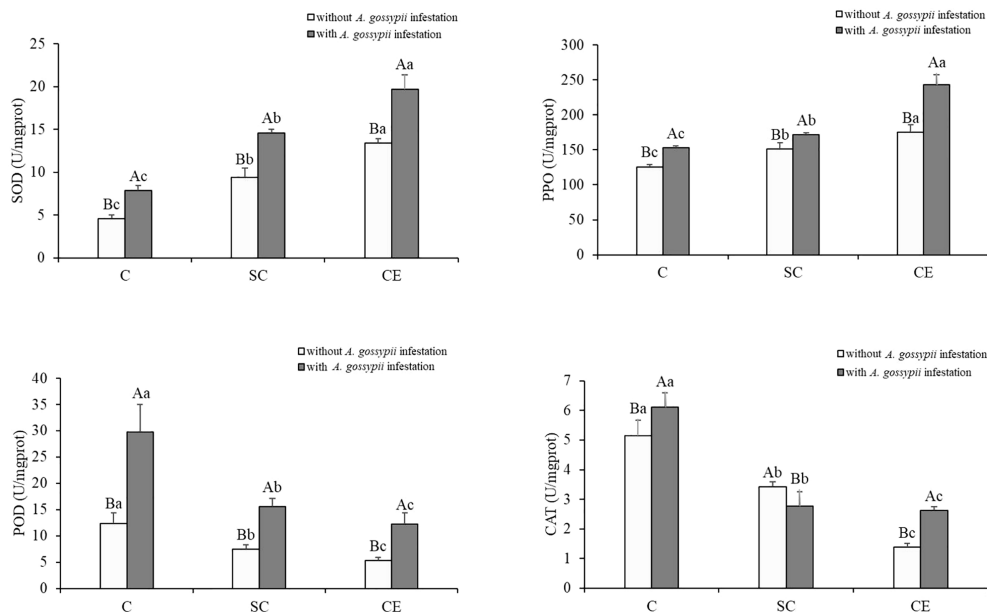 without A. gossypii infestation
with A. gossypii infestation
25
20
15
10
5
0
SOD (U/mgprot)
Bc
Ac
Bb
Ab
Ba
Aa
C
SC
CE
without A. gossypii infestation
with A. gossypii infestation
300
250
200
150
100
50
0
PPO (U/mgprot)
Bc
Ac
Bb
Ab
Ba
Aa
C
SC
CE
without A. gossypii infestation
with A. gossypii infestation
40
35
30
25
20
15
10
5
0
POD (U/mgprot)
Ba
Aa
Bb
Ab
Bc
Ac
C
SC
CE
without A. gossypii infestation
with A. gossypii infestation
7
6
5
4
3
2
1
0
CAT (U/mgprot)
Ba
Aa
Ab
Bb
Bc
Ac
C
SC
CE